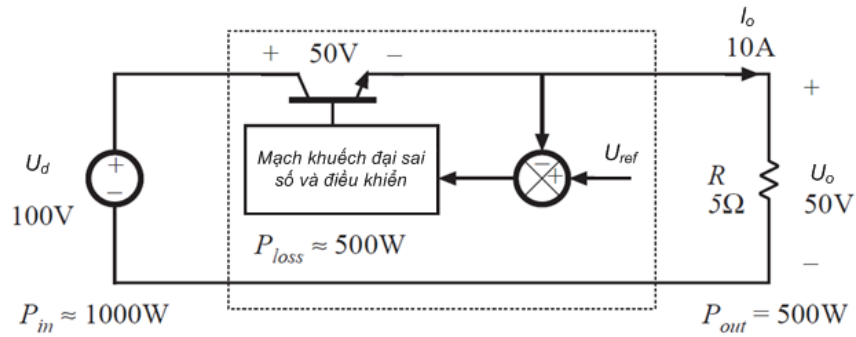 I_o
10A
+ 50V −
+
U_d
+
−
100V
Mạch khuếch đại sai
số và điều khiển
−
+
U_ref
R
5Ω
U_o
50V
P_loss ≈ 500W
−
P_in ≈ 1000W
P_out = 500W